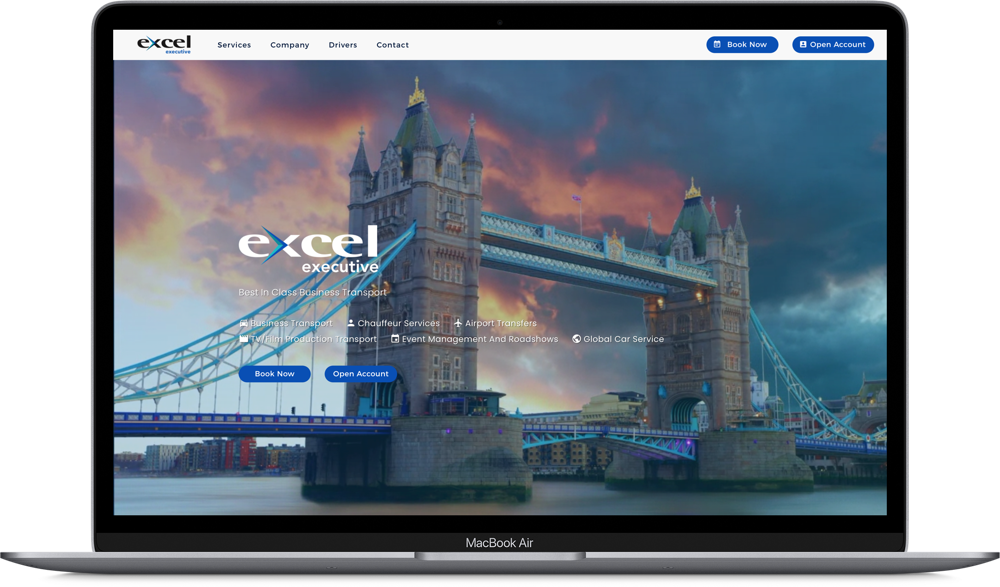 excel
executive
Services Company Drivers Contact
Book Now Open Account
excel
executive
Best In Class Business Transport
Business Transport Chauffeur Services Airport Transfers
TV/Film Production Transport Event Management And Roadshows Global Car Service
Book Now Open Account
MacBook Air